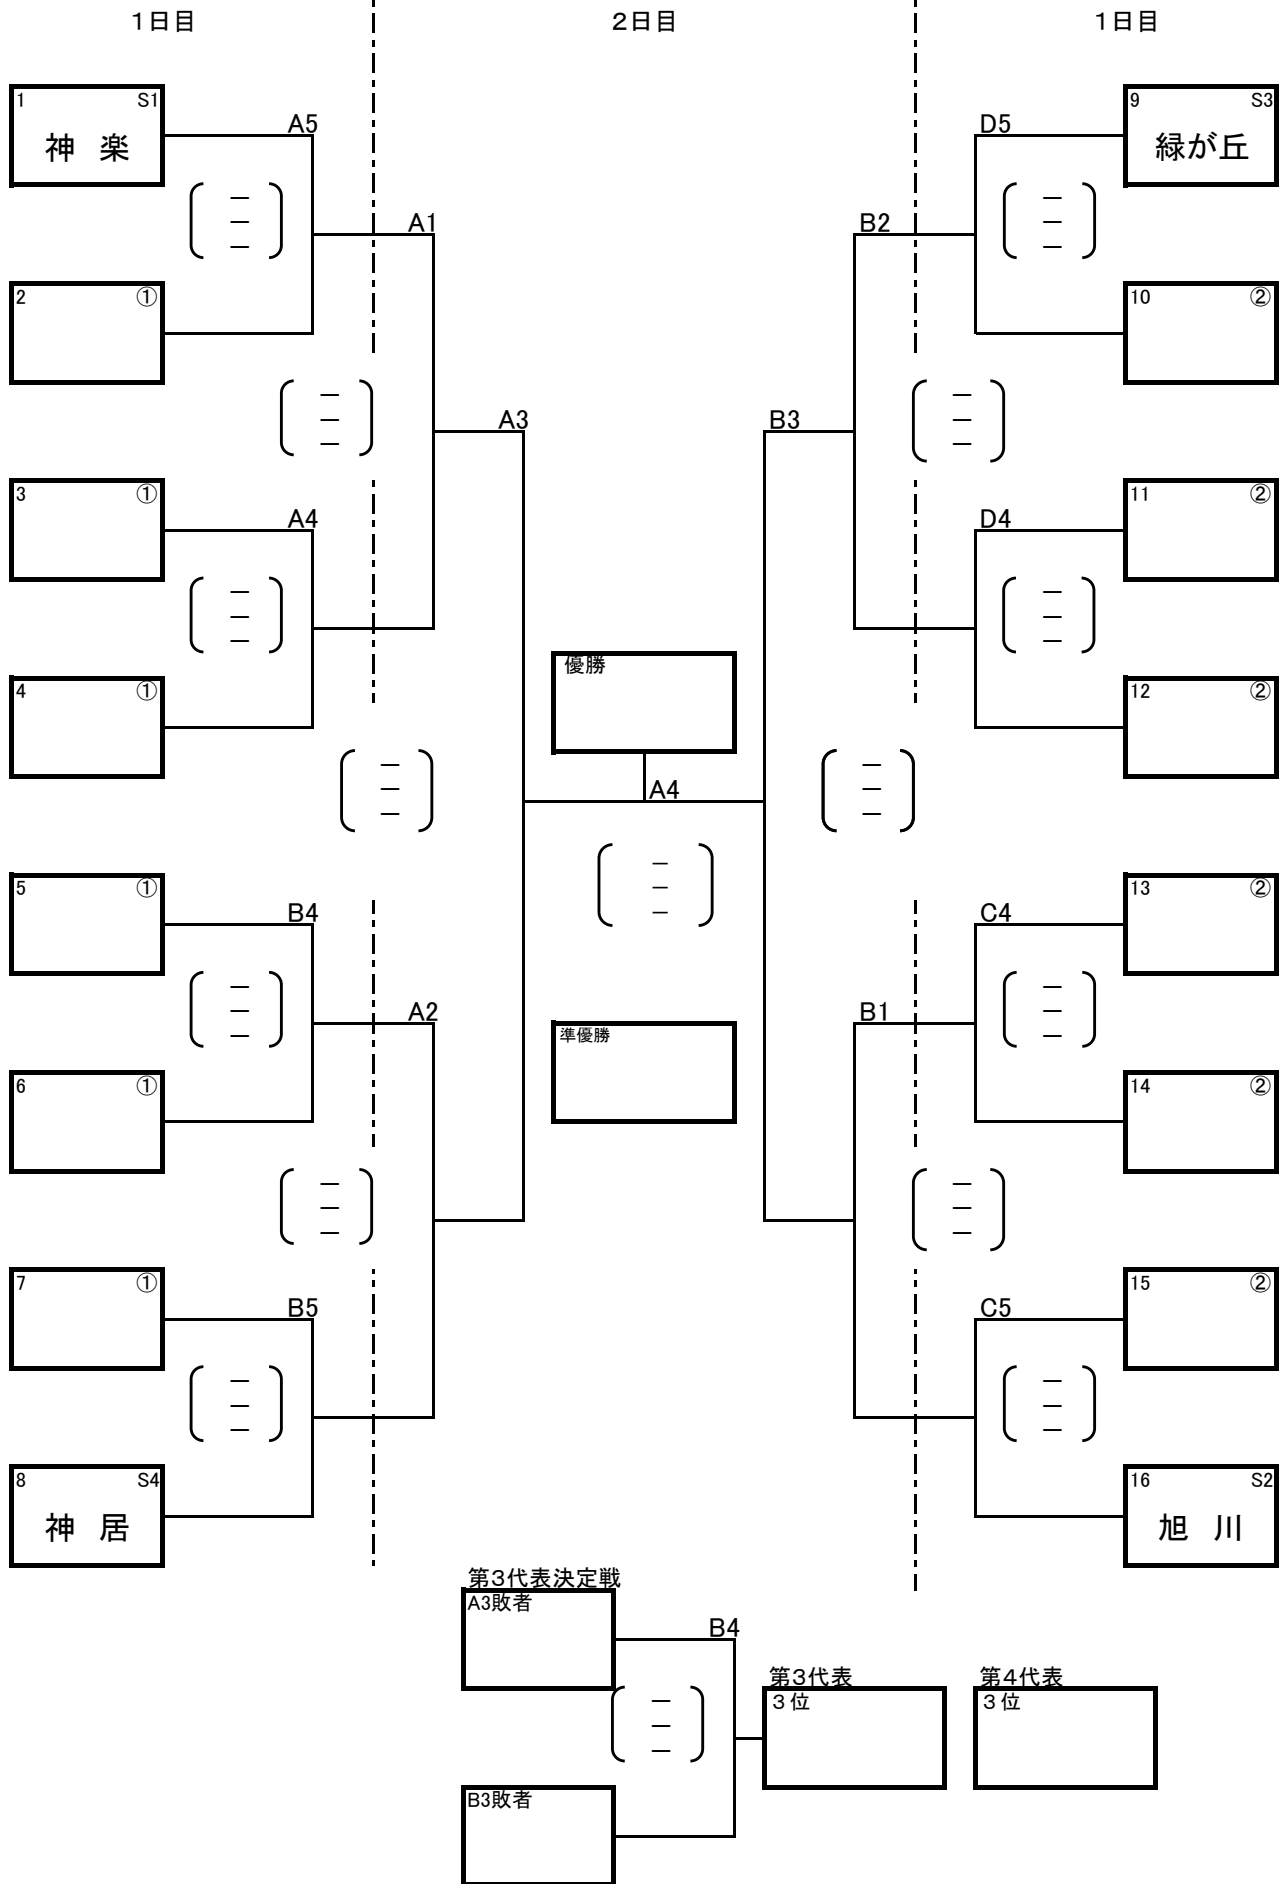 1日目 2日目 1日目
1 S1
神 楽
9 S3
緑が丘
A5 D5
― ―
― ―
― ―
A1 B2
2 ① 10 ②
― ―
― ―
― ―
A3 B3
3 ① 11 ②
A4 D4
― ―
― ―
― ―
優勝
4 ① 12 ②
― ―
― ―
― ―
A4
―
―
―
5 ① 13 ②
B4 C4
― ―
― ―
― ―
A2 B1
準優勝
6 ① 14 ②
― ―
― ―
― ―
7 ① 15 ②
B5 C5
― ―
― ―
― ―
8 S4
神 居
16 S2
旭 川
第3代表決定戦
A3敗者
B4
―
―
―
第3代表 第4代表
3位 3位
B3敗者